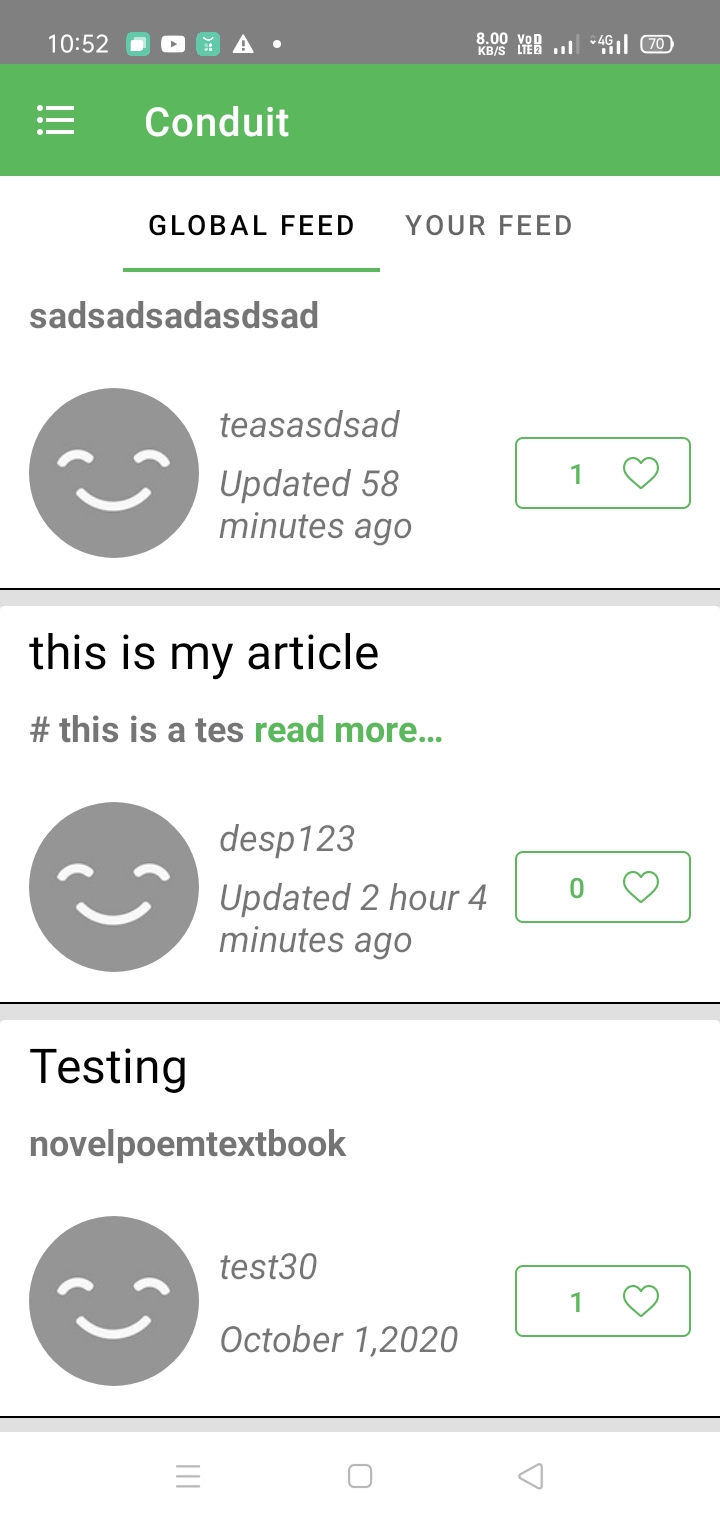 10:52 8.00 KB/S VoD LTE2 4G 70
Conduit
GLOBAL FEED YOUR FEED
sadsadsadasdsad
teasasdsad
Updated 58
minutes ago
1
this is my article
# this is a tes read more...
desp123
Updated 2 hour 4
minutes ago
0
Testing
novelpoemtextbook
test30
October 1,2020
1